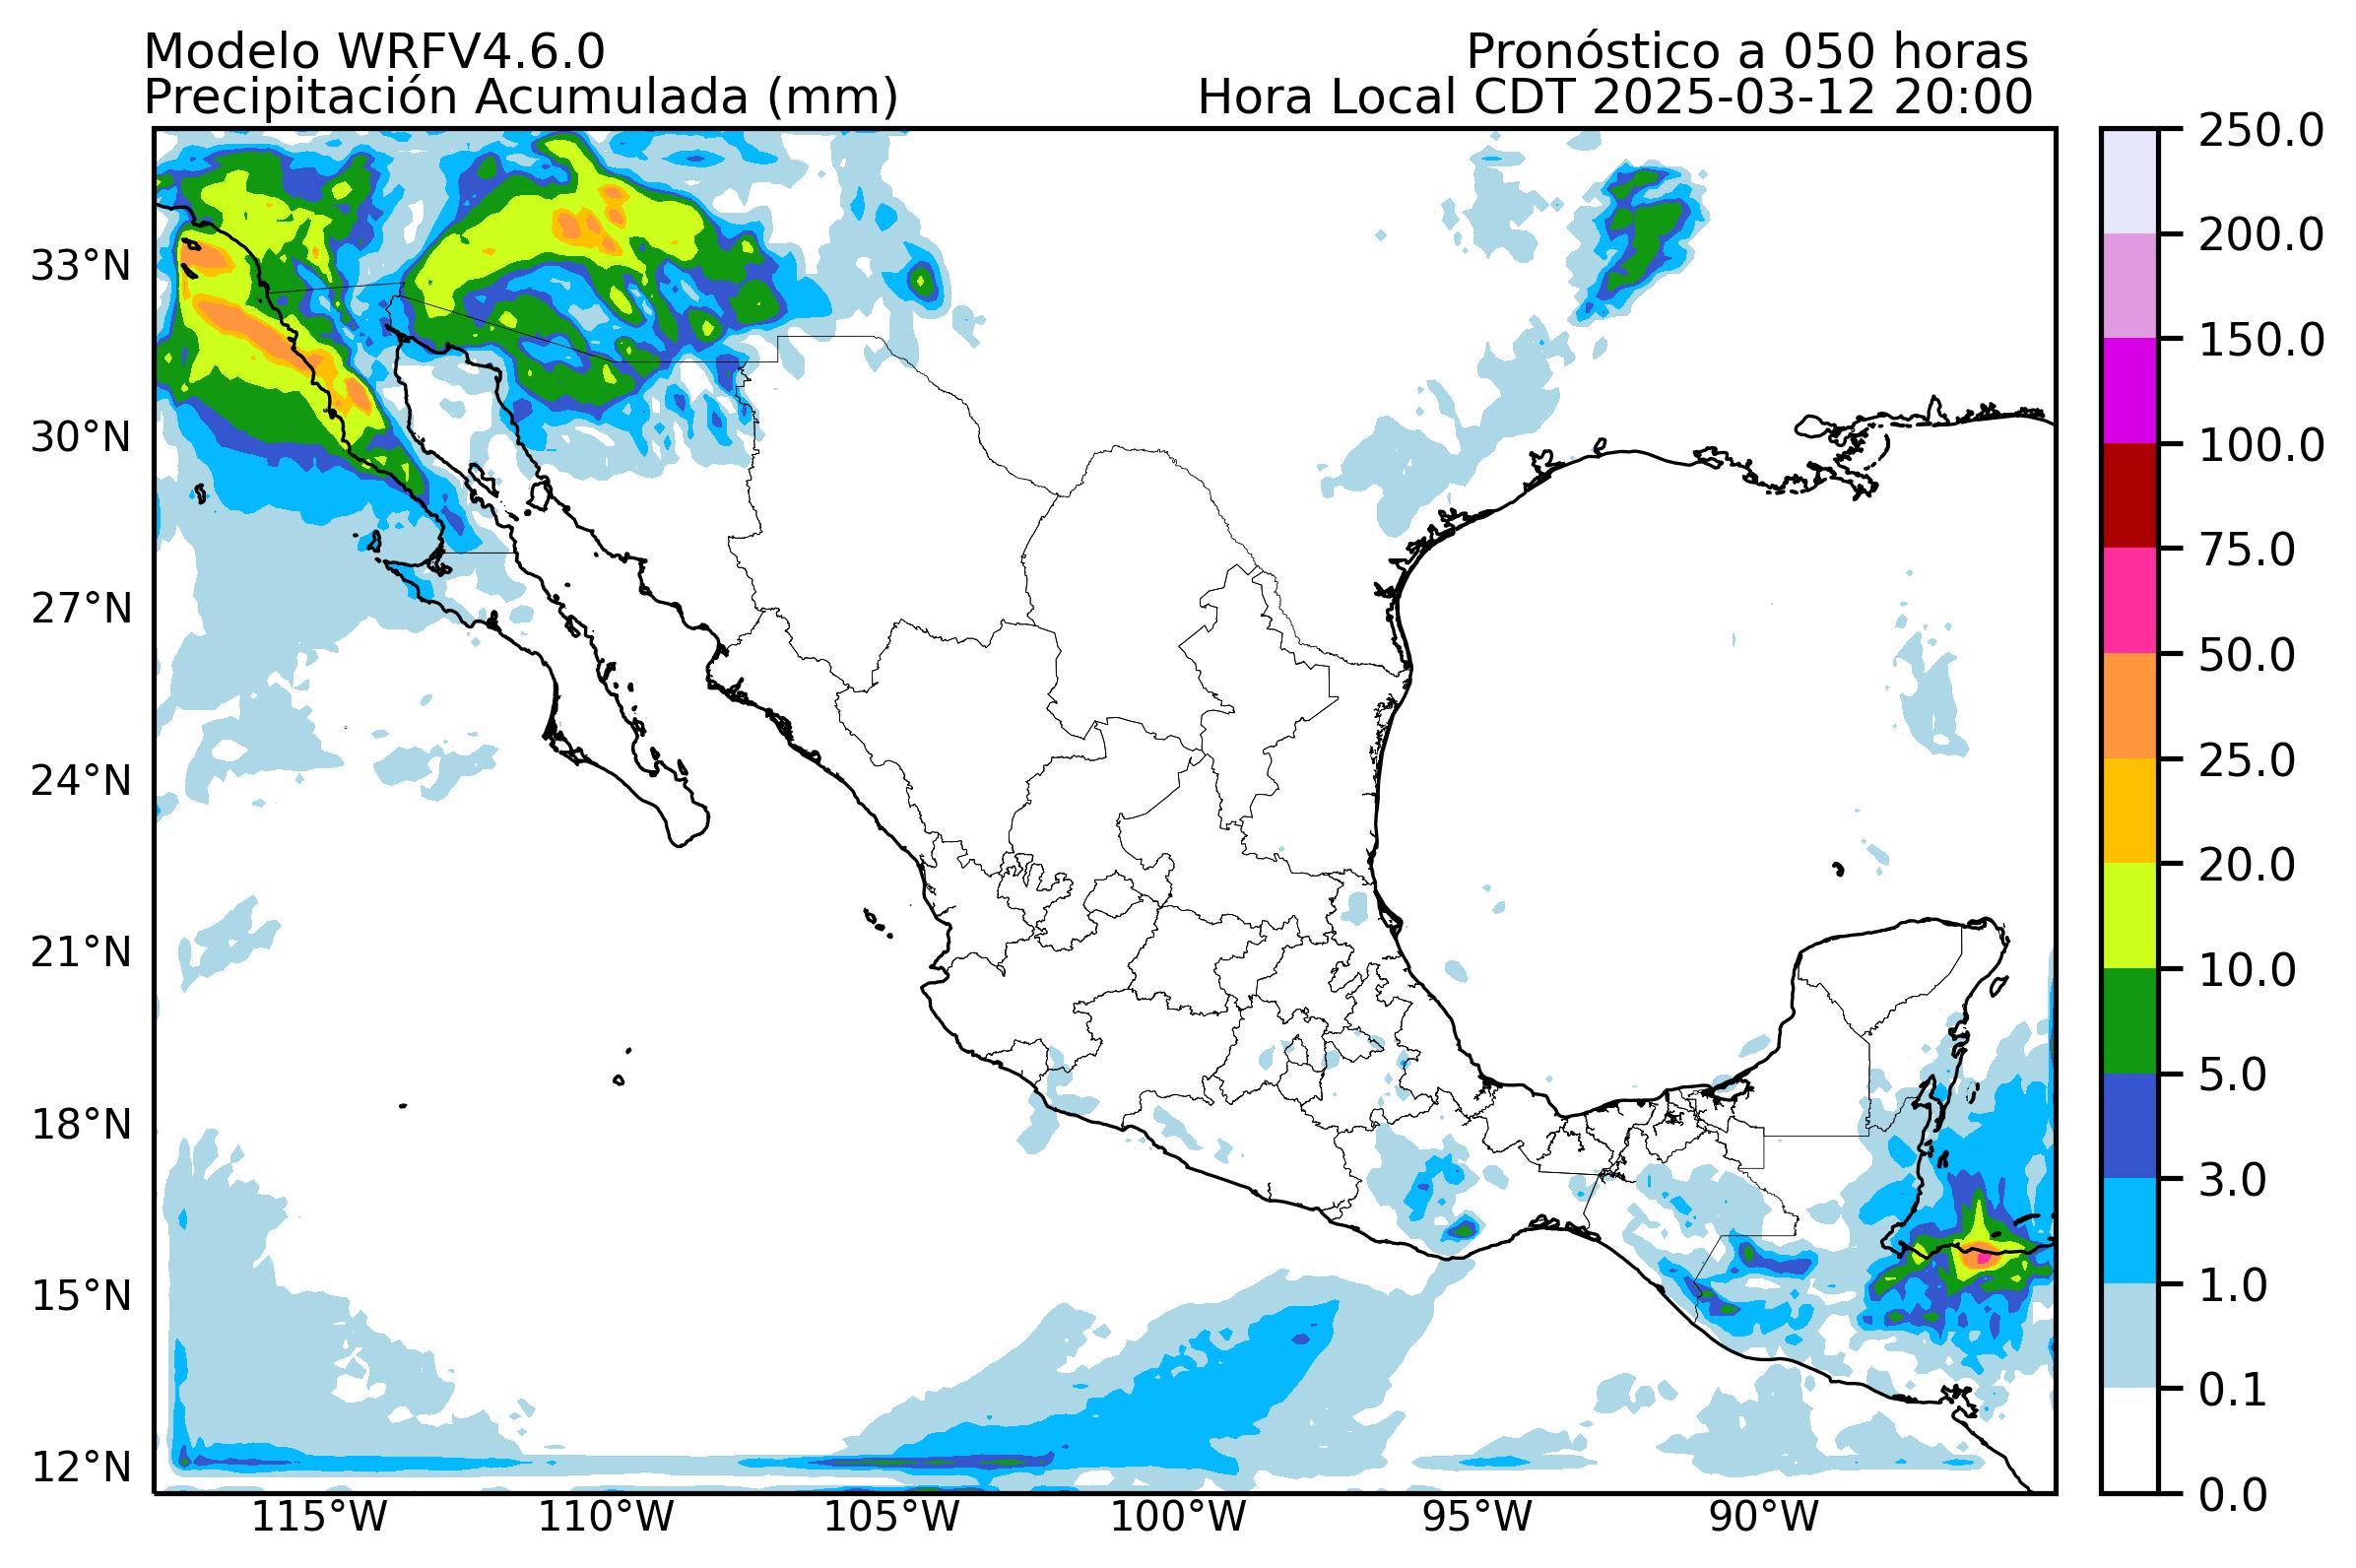 Modelo WRFV4.6.0
Pronóstico a 050 horas
Precipitación Acumulada (mm)
Hora Local CDT 2025-03-12 20:00
33°N
30°N
27°N
24°N
21°N
18°N
15°N
12°N
115°W
110°W
105°W
100°W
95°W
90°W
250.0
200.0
150.0
100.0
75.0
50.0
25.0
20.0
10.0
5.0
3.0
1.0
0.1
0.0